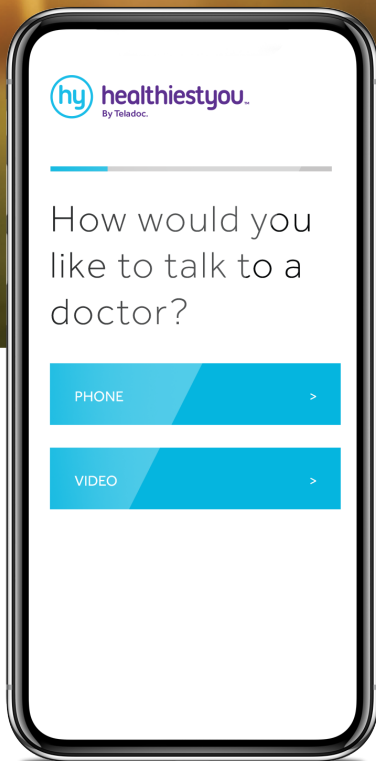 hy healthiestyou™
By Teladoc.
How would you
like to talk to a
doctor?
PHONE >
VIDEO >